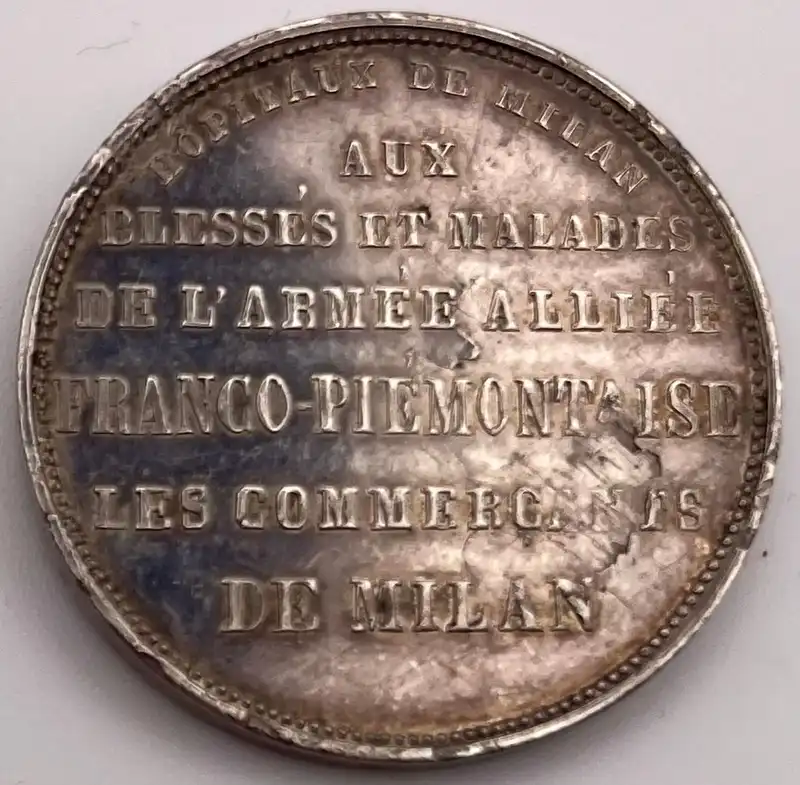 HÔPITAUX DE MILAN
AUX
BLESSÉS ET MALADES
DE L'ARMÉE ALLIÉE
FRANCO-PIÉMONTAISE
LES COMMERÇANTS
DE MILAN